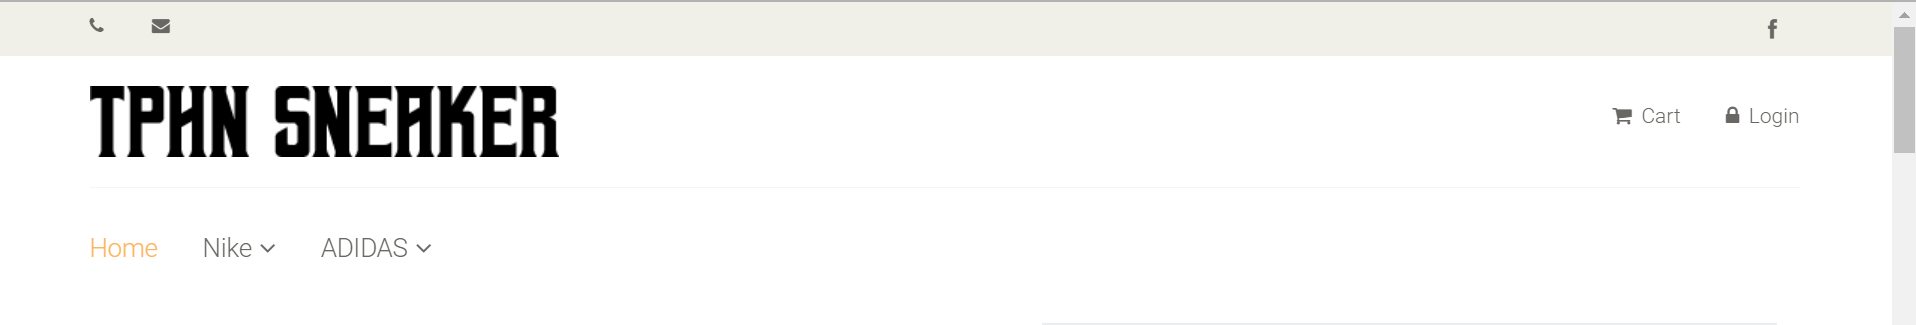 TPHN SNEAKER
Cart Login
Home Nike ADIDAS